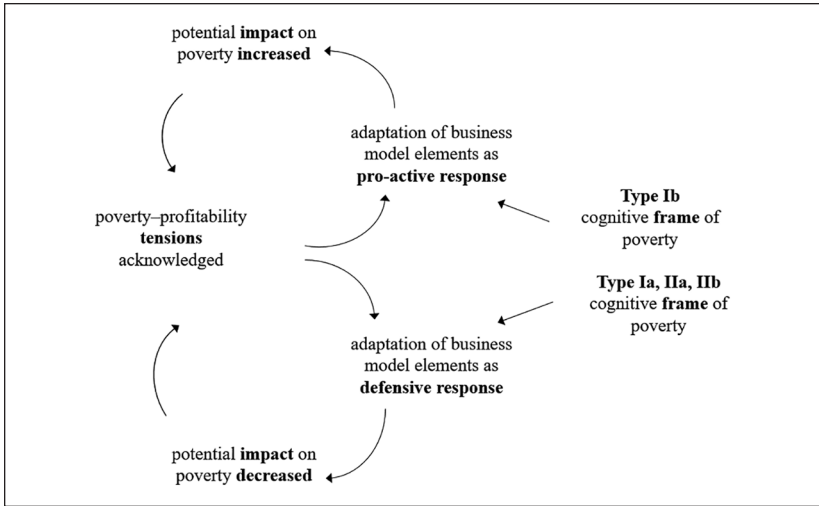 potential impact on
poverty increased
adaptation of business
model elements as
pro-active response
Type Ib
cognitive frame of
poverty
poverty–profitability
tensions
acknowledged
Type Ia, IIa, IIb
cognitive frame of
poverty
adaptation of business
model elements as
defensive response
potential impact on
poverty decreased